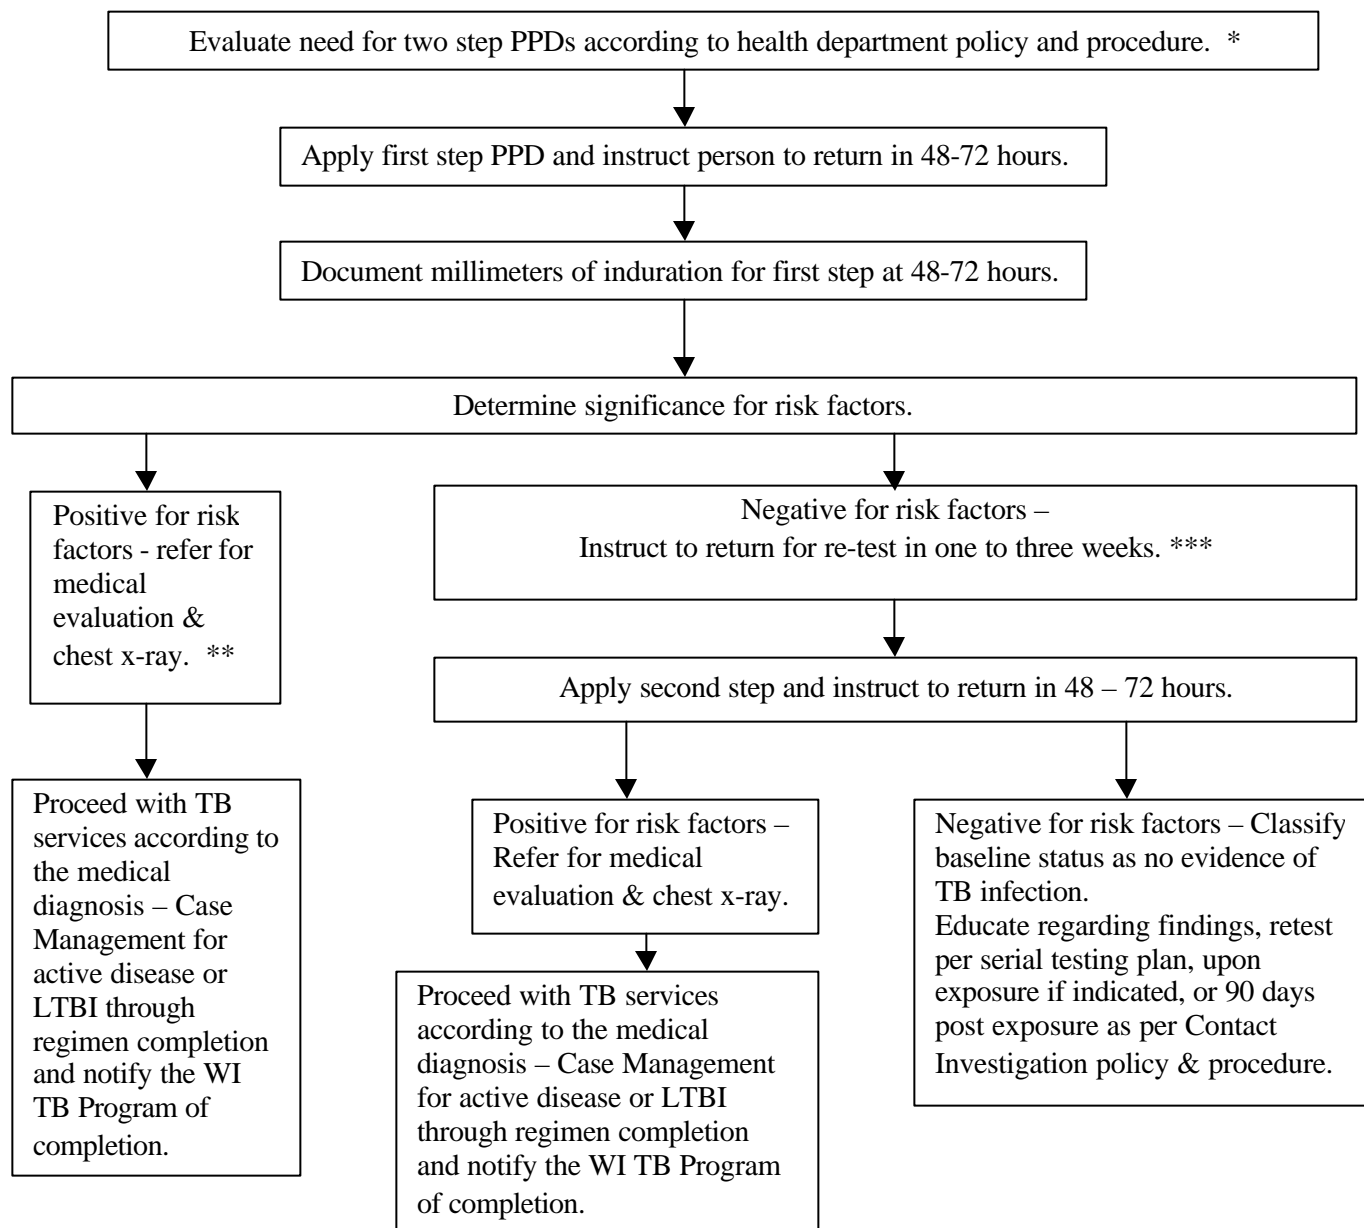 Evaluate need for two step PPDs according to health department policy and procedure. *
Apply first step PPD and instruct person to return in 48-72 hours.
Document millimeters of induration for first step at 48-72 hours.
Determine significance for risk factors.
Positive for risk
factors - refer for
medical
evaluation &
chest x-ray. **
Negative for risk factors –
Instruct to return for re-test in one to three weeks. ***
Apply second step and instruct to return in 48 – 72 hours.
Proceed with TB
services according to
the medical
diagnosis – Case
Management for
active disease or
LTBI through
regimen completion
and notify the WI
TB Program of
completion.
Positive for risk factors –
Refer for medical
evaluation & chest x-ray.
Negative for risk factors – Classify
baseline status as no evidence of
TB infection.
Educate regarding findings, retest
per serial testing plan, upon
exposure if indicated, or 90 days
post exposure as per Contact
Investigation policy & procedure.
Proceed with TB services
according to the medical
diagnosis – Case Management
for active disease or LTBI
through regimen completion
and notify the WI TB Program
of completion.